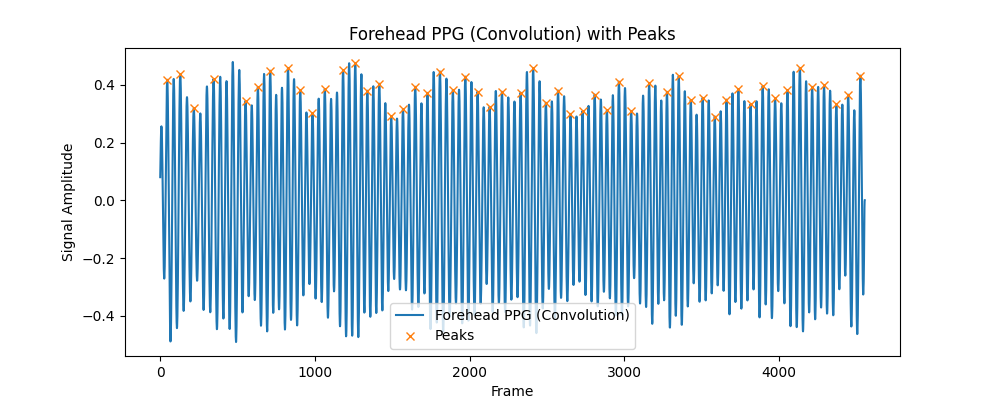 Forehead PPG (Convolution) with Peaks
0.4
0.2
0.0
−0.2
−0.4
Signal Amplitude
Forehead PPG (Convolution)
Peaks
0 1000 2000 3000 4000
Frame